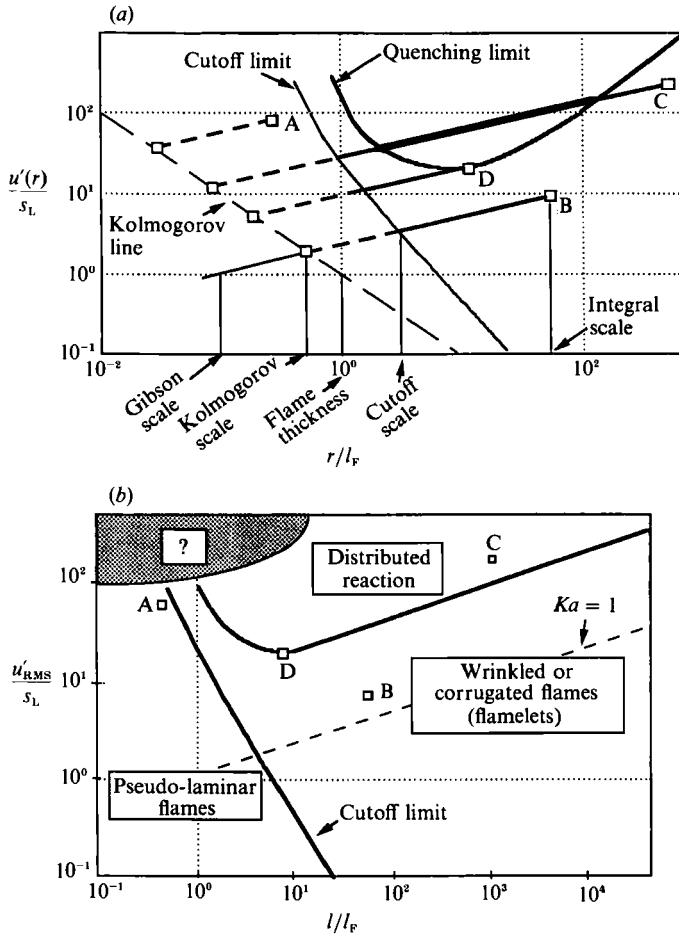 (a)
Cutoff limit
Quenching limit
10²
A
C
u′(r)
s_L
10¹
Kolmogorov
line
D
B
10⁰
Integral
scale
10⁻¹
10⁻²
10⁰
10²
Gibson
scale
Kolmogorov
scale
Flame
thickness
Cutoff
scale
r/l_F
(b)
?
Distributed
reaction
C
10²
A
Ka = 1
u′_RMS
s_L
D
10¹
B
Wrinkled or
corrugated flames
(flamelets)
10⁰
Pseudo-laminar
flames
Cutoff limit
10⁻¹
10⁻¹
10⁰
10¹
10²
10³
10⁴
l/l_F